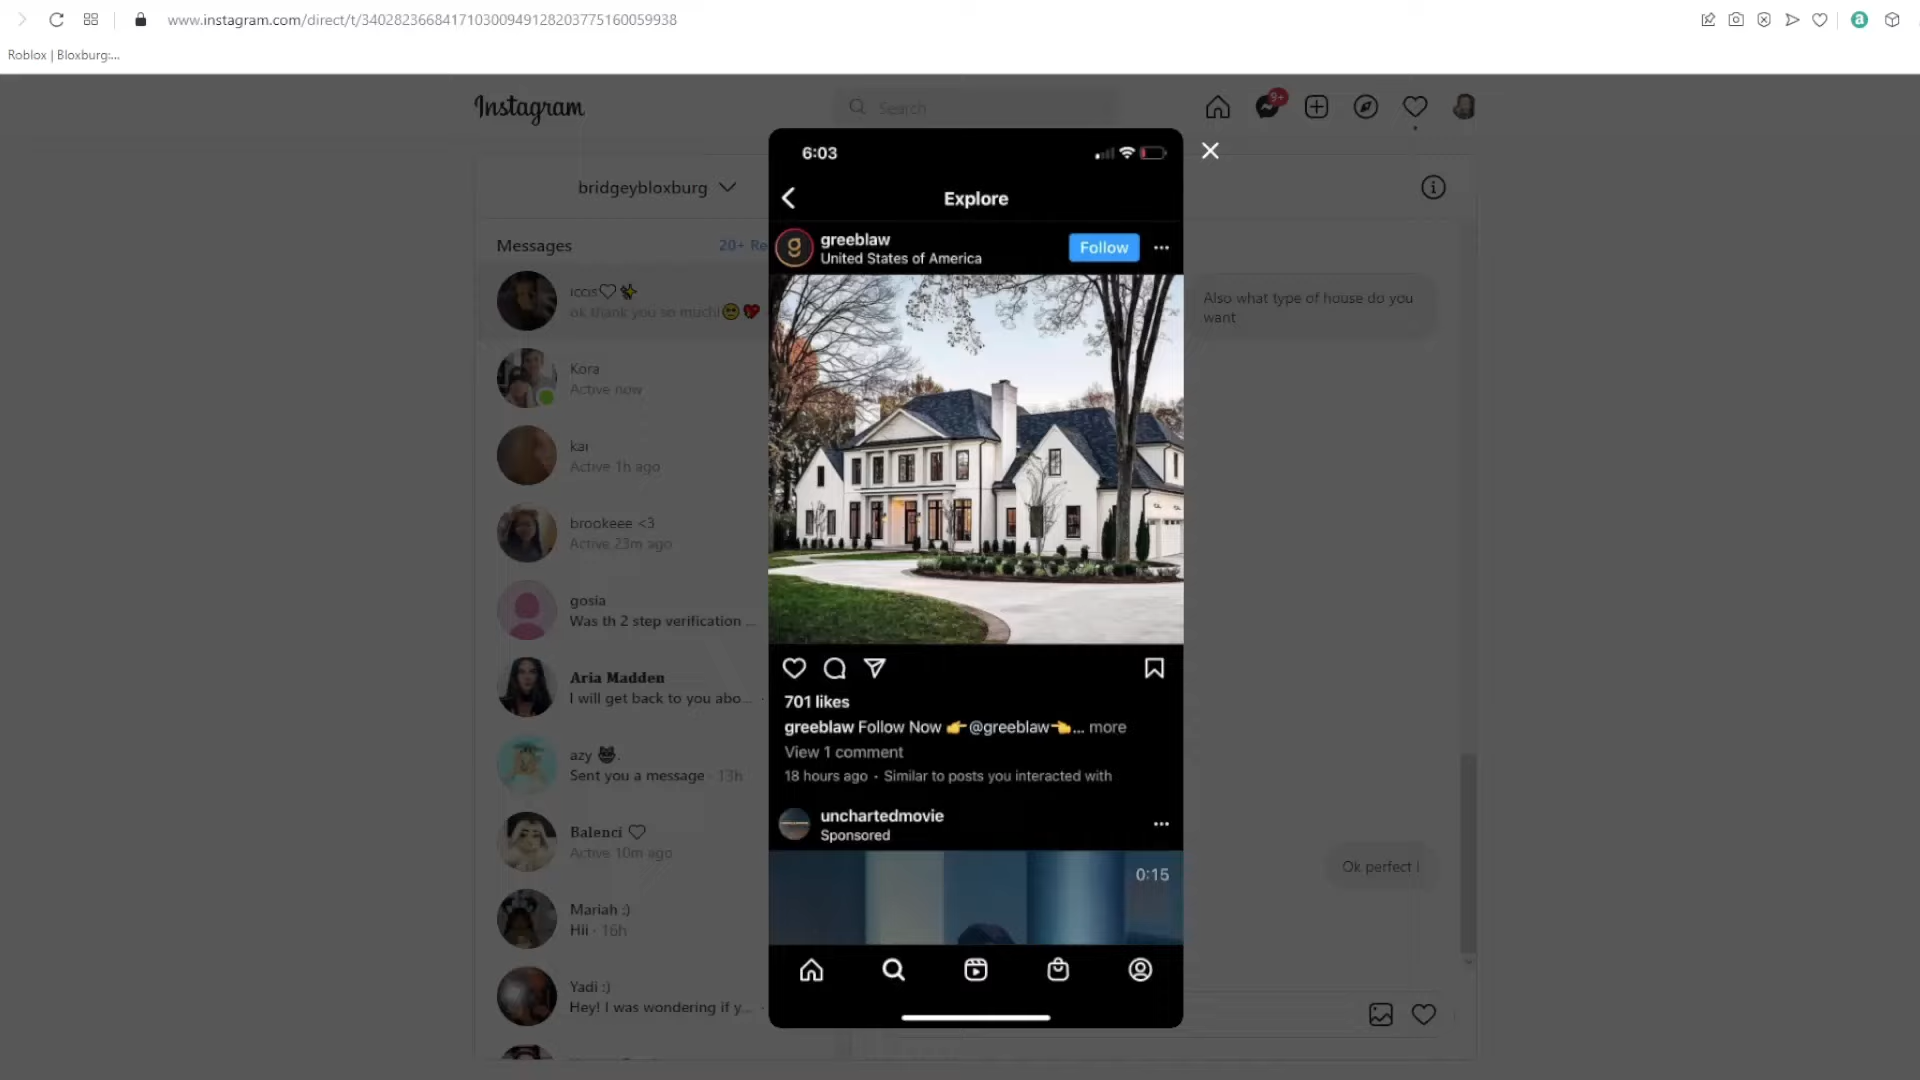 www.instagram.com/direct/t/340282366841710300949128203775160059938
Roblox | Bloxburg:...
Instagram
Search
9+
bridgeybloxburg
Messages
20+ Re
iccis♡✨
ok thank you so much!🥺💖
Kora
Active now
kai
Active 1h ago
brookeee <3
Active 23m ago
gosia
Was th 2 step verification ...
Aria Madden
I will get back to you abo... ·
azy 😼.
Sent you a message · 13h
Balenci ♡
Active 10m ago
Mariah :)
Hii · 16h
Yadi :)
Hey! I was wondering if y... ·
6:03
Explore
g
greeblaw
United States of America
Follow
701 likes
greeblaw Follow Now 👉@greeblaw👈... more
View 1 comment
18 hours ago · Similar to posts you interacted with
unchartedmovie
Sponsored
0:15
Also what type of house do you
want
Ok perfect I